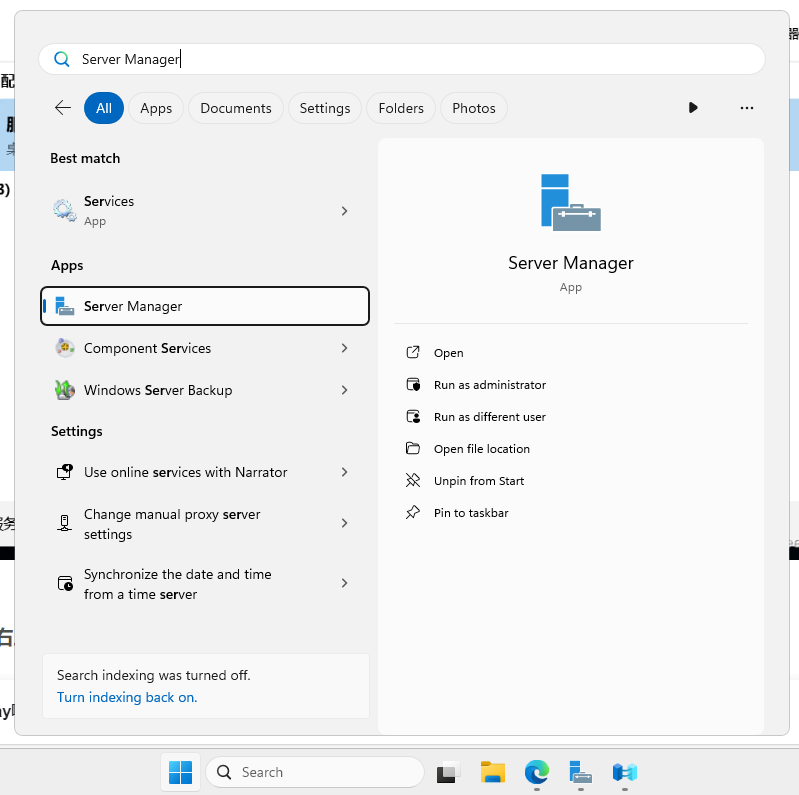 Server Manager
All
Apps
Documents
Settings
Folders
Photos
Best match
Services
App
Apps
Server Manager
Component Services
Windows Server Backup
Settings
Use online services with Narrator
Change manual proxy server
settings
Synchronize the date and time
from a time server
Search indexing was turned off.
Turn indexing back on.
Server Manager
App
Open
Run as administrator
Run as different user
Open file location
Unpin from Start
Pin to taskbar
配
3)
右
Search